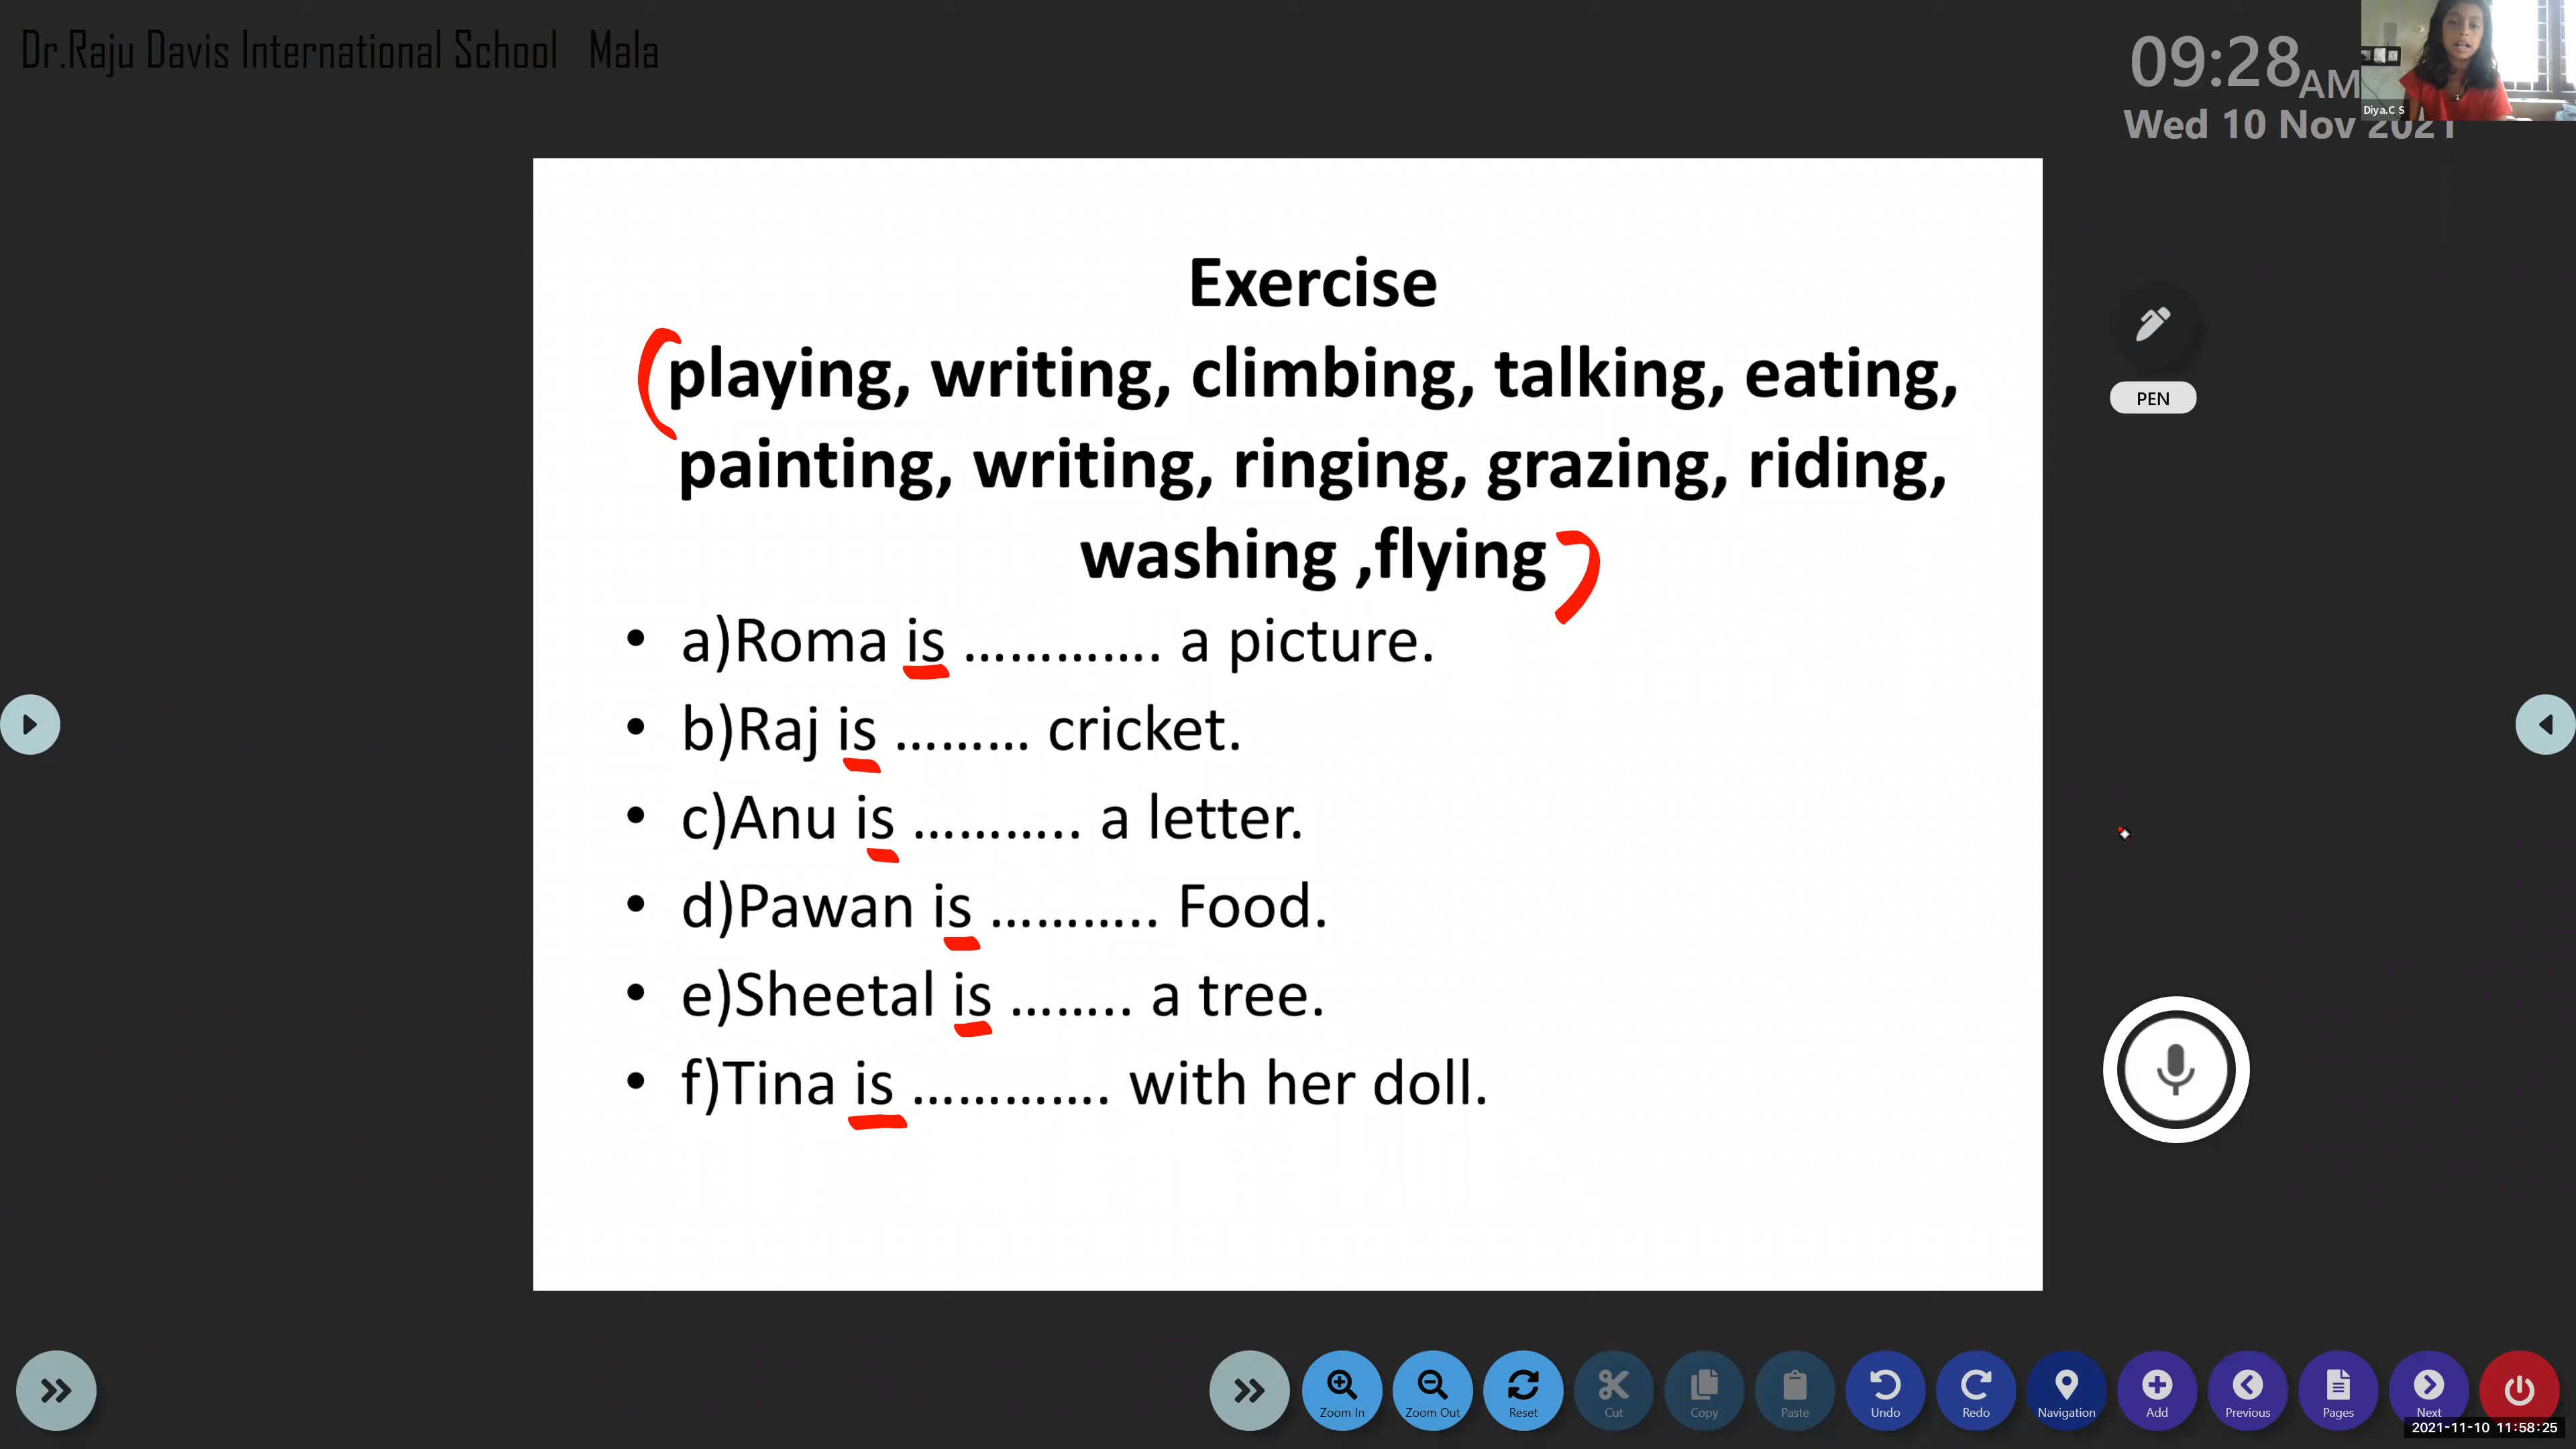 Dr.Raju Davis International School Mala
09:28 AM
Wed 10 Nov 2021
Diya.C S
Exercise
playing, writing, climbing, talking, eating,
painting, writing, ringing, grazing, riding,
washing ,flying
PEN
• a)Roma is …………. a picture.
• b)Raj is ……… cricket.
• c)Anu is ……….. a letter.
• d)Pawan is ……….. Food.
• e)Sheetal is …….. a tree.
• f)Tina is …………. with her doll.
Zoom In Zoom Out Reset Cut Copy Paste Undo Redo Navigation Add Previous Pages Next
2021-11-10 11:58:25